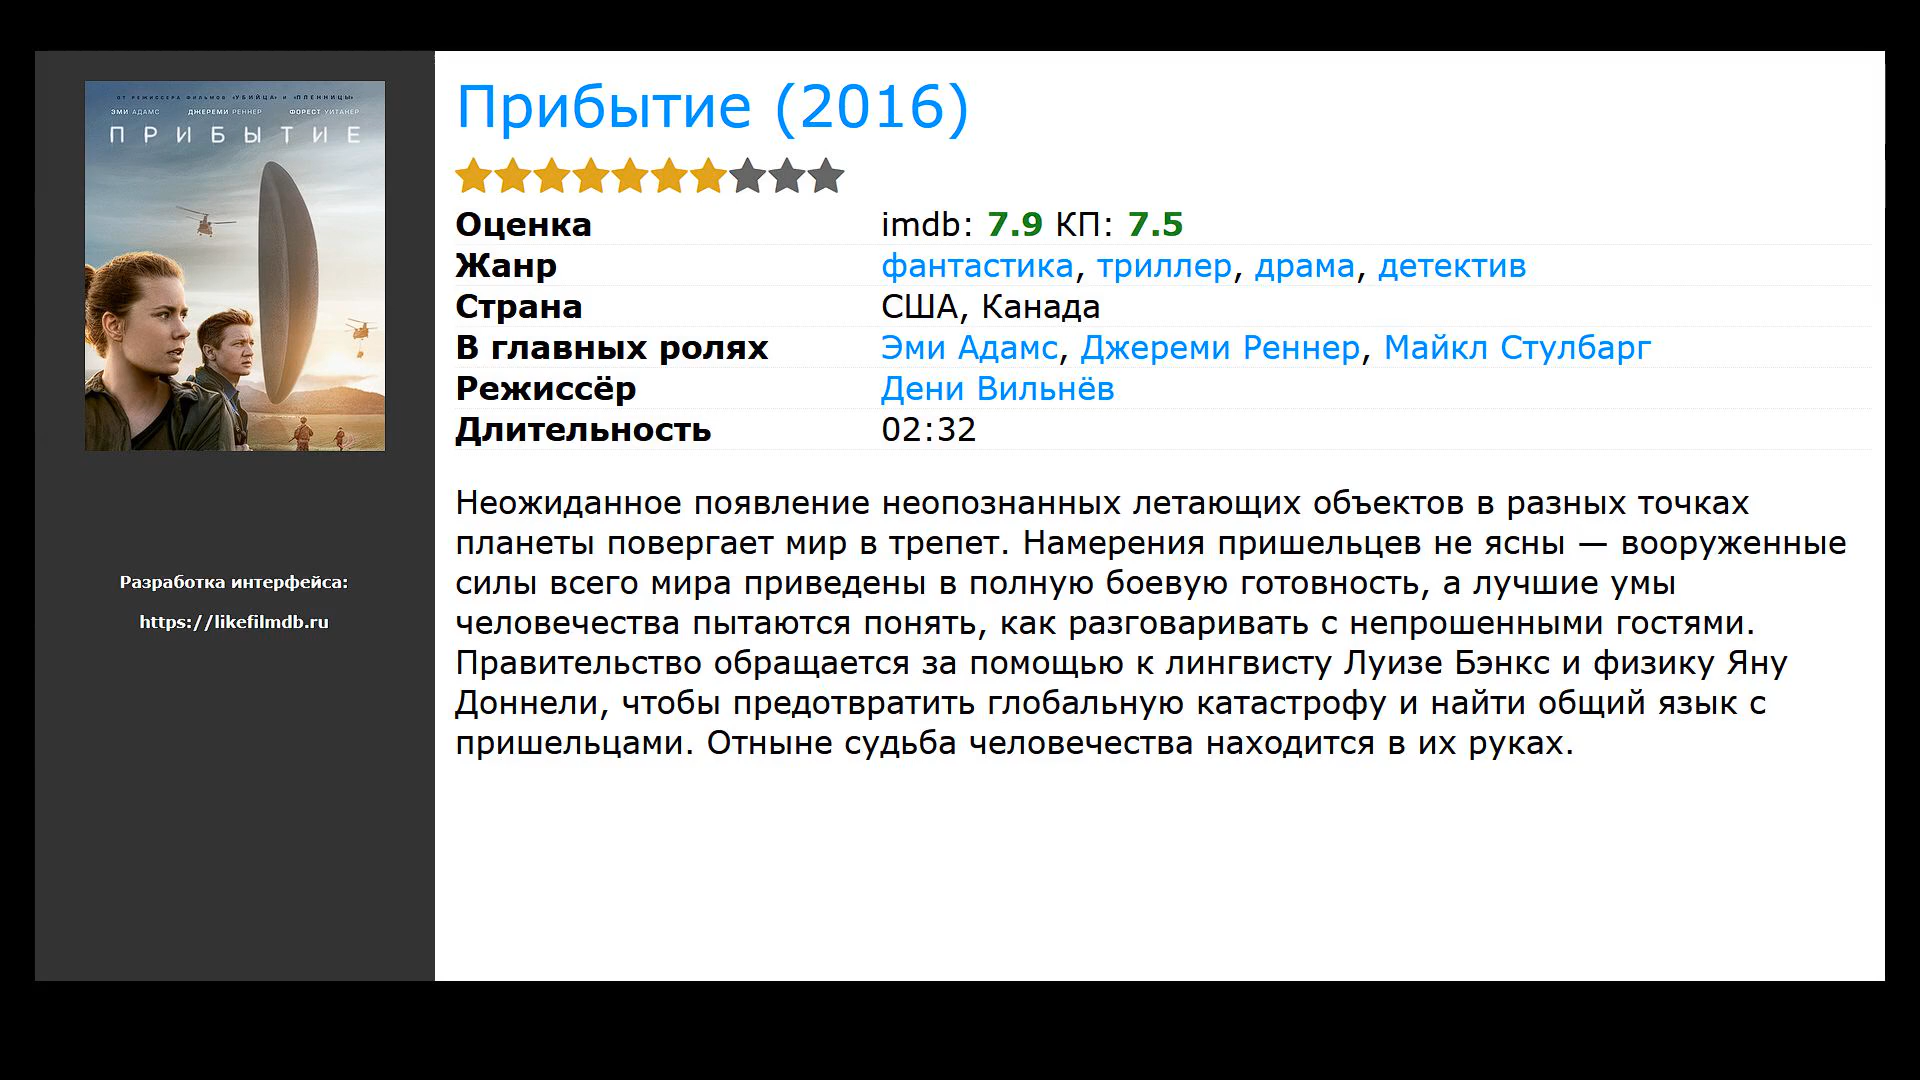 ОТ РЕЖИССЕРА ФИЛЬМОВ «УБИЙЦА» И «ПЛЕННИЦЫ»
ЭМИ АДАМС ДЖЕРЕМИ РЕННЕР ФОРЕСТ УИТАКЕР
ПРИБЫТИЕ
Разработка интерфейса:
https://likefilmdb.ru
Прибытие (2016)
Оценка imdb: 7.9 КП: 7.5
Жанр фантастика, триллер, драма, детектив
Страна США, Канада
В главных ролях Эми Адамс, Джереми Реннер, Майкл Стулбарг
Режиссёр Дени Вильнёв
Длительность 02:32
Неожиданное появление неопознанных летающих объектов в разных точках
планеты повергает мир в трепет. Намерения пришельцев не ясны — вооруженные
силы всего мира приведены в полную боевую готовность, а лучшие умы
человечества пытаются понять, как разговаривать с непрошенными гостями.
Правительство обращается за помощью к лингвисту Луизе Бэнкс и физику Яну
Доннели, чтобы предотвратить глобальную катастрофу и найти общий язык с
пришельцами. Отныне судьба человечества находится в их руках.